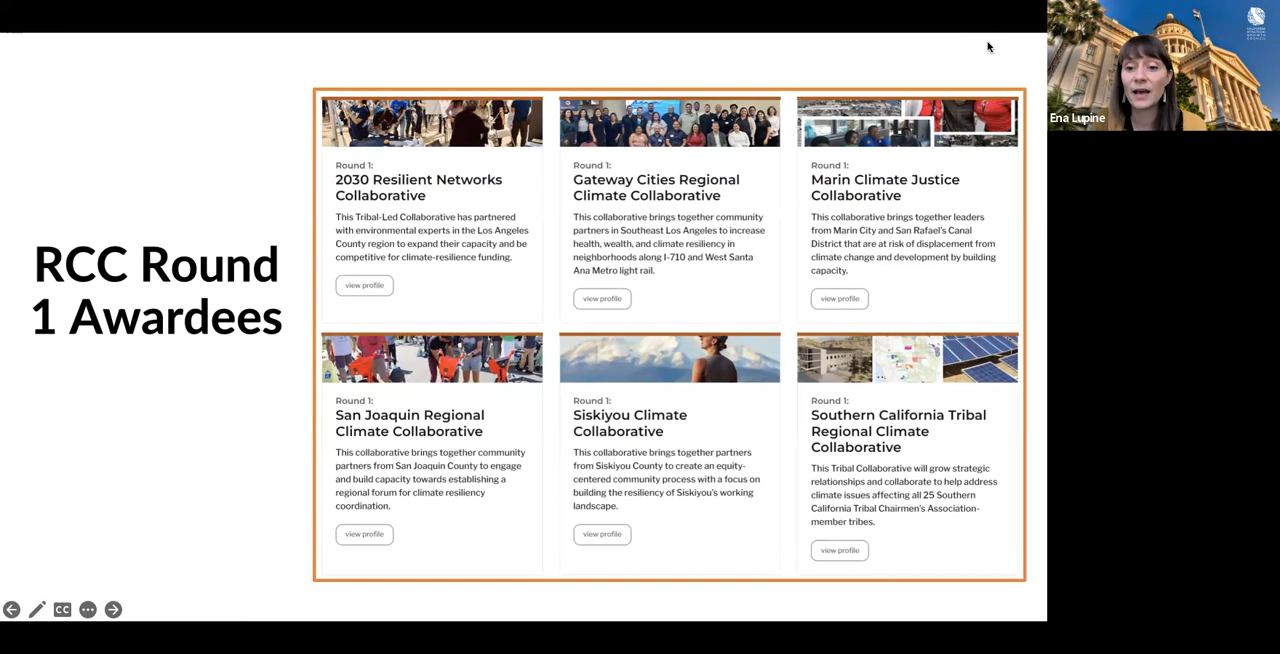 RCC Round
1 Awardees
Round 1:
2030 Resilient Networks
Collaborative
This Tribal-Led Collaborative has partnered
with environmental experts in the Los Angeles
County region to expand their capacity and be
competitive for climate-resilience funding.
view profile
Round 1:
Gateway Cities Regional
Climate Collaborative
This collaborative brings together community
partners in Southeast Los Angeles to increase
health, wealth, and climate resiliency in
neighborhoods along I-710 and West Santa
Ana Metro light rail.
view profile
Round 1:
Marin Climate Justice
Collaborative
This collaborative brings together leaders
from Marin City and San Rafael's Canal
District that are at risk of displacement from
climate change and development by building
capacity.
view profile
Round 1:
San Joaquin Regional
Climate Collaborative
This collaborative brings together community
partners from San Joaquin County to engage
and build capacity towards establishing a
regional forum for climate resiliency
coordination.
view profile
Round 1:
Siskiyou Climate
Collaborative
This collaborative brings together partners
from Siskiyou County to create an equity-
centered community process with a focus on
building the resiliency of Siskiyou's working
landscape.
view profile
Round 1:
Southern California Tribal
Regional Climate
Collaborative
This Tribal Collaborative will grow strategic
relationships and collaborate to help address
climate issues affecting all 25 Southern
California Tribal Chairmen's Association-
member tribes.
view profile
CC
Ena Lupine